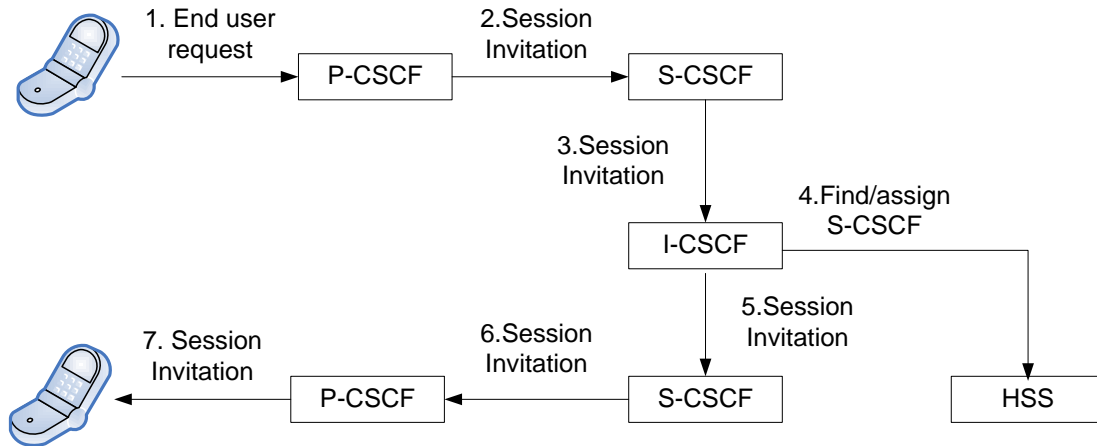 1. End user
request
2.Session
Invitation
P-CSCF
S-CSCF
3.Session
Invitation
4.Find/assign
S-CSCF
I-CSCF
5.Session
Invitation
6.Session
Invitation
7. Session
Invitation
P-CSCF
S-CSCF
HSS